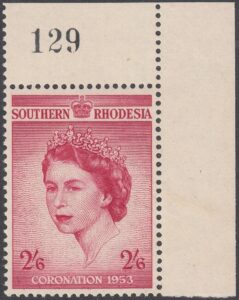 129
SOUTHERN RHODESIA
2/6 2/6
CORONATION 1953